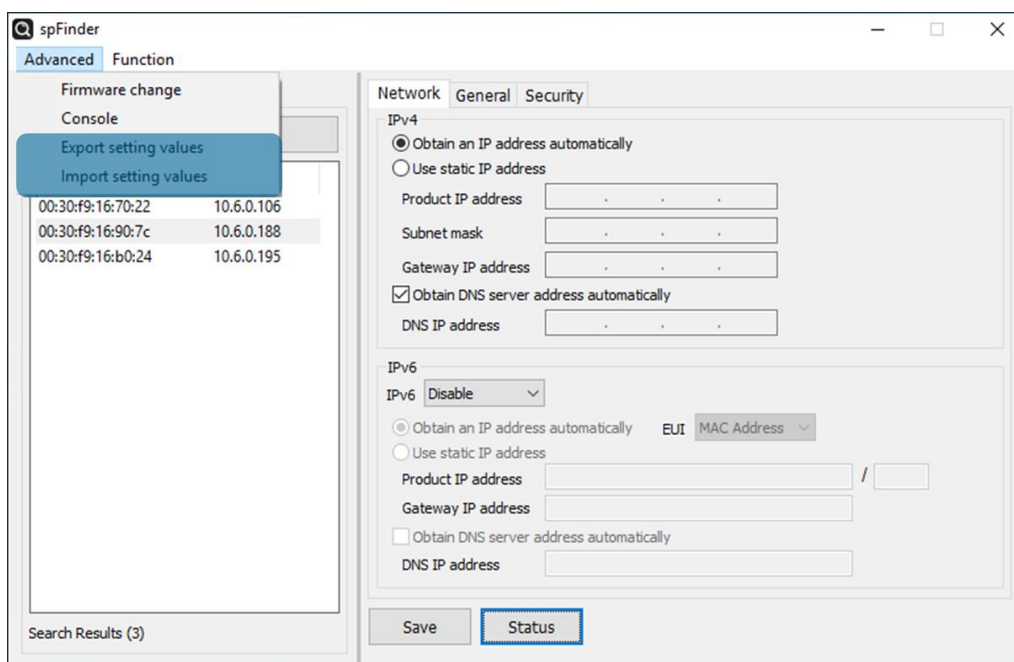 spFinder
Advanced Function
Firmware change
Console
Export setting values
Import setting values
00:30:f9:16:70:22 10.6.0.106
00:30:f9:16:90:7c 10.6.0.188
00:30:f9:16:b0:24 10.6.0.195
Search Results (3)
Network General Security
IPv4
Obtain an IP address automatically
Use static IP address
Product IP address . . .
Subnet mask . . .
Gateway IP address . . .
Obtain DNS server address automatically
DNS IP address . . .
IPv6
IPv6 Disable
Obtain an IP address automatically EUI MAC Address
Use static IP address
Product IP address /
Gateway IP address
Obtain DNS server address automatically
DNS IP address
Save Status